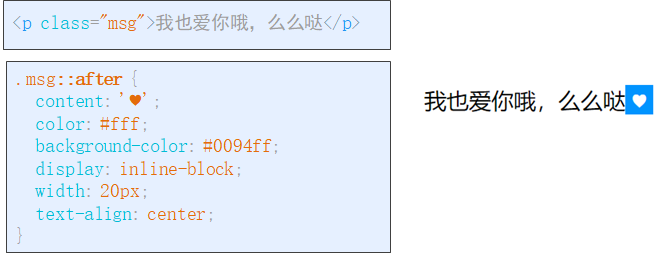 <p class="msg">我也爱你哦，么么哒</p>
.msg::after {
  content: '♥';
  color: #fff;
  background-color: #0094ff;
  display: inline-block;
  width: 20px;
  text-align: center;
}
我也爱你哦，么么哒♥